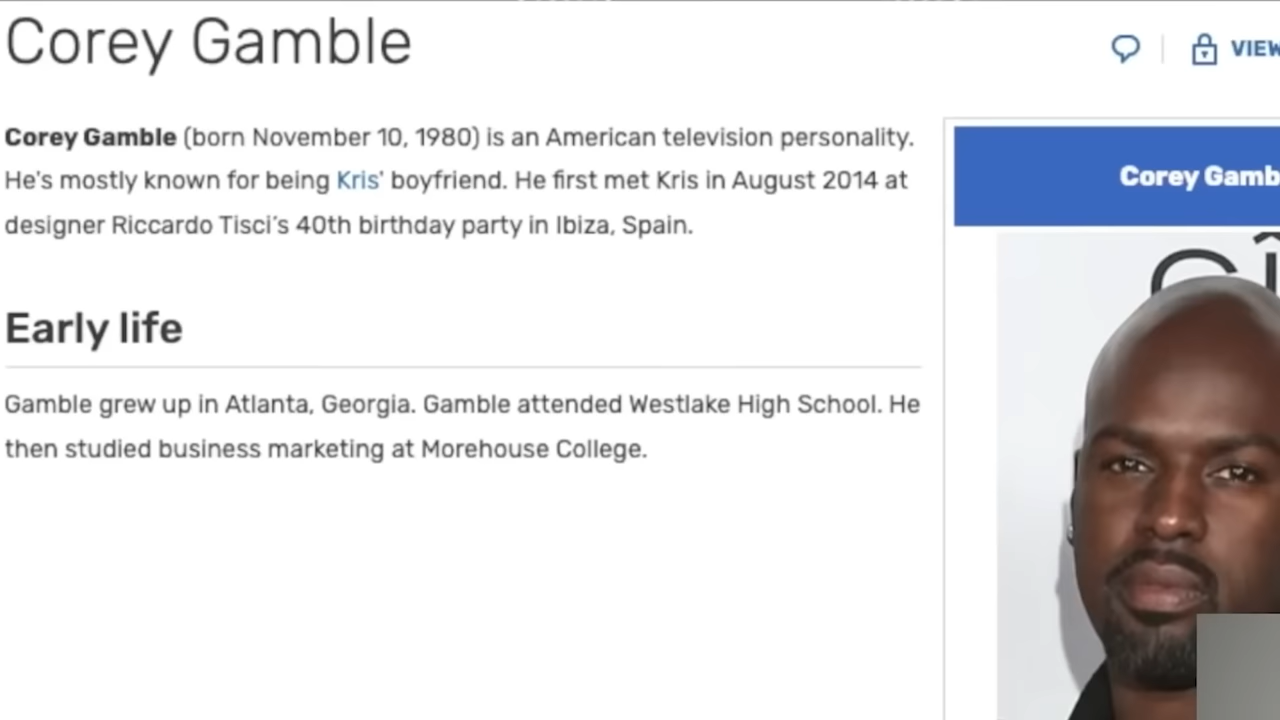 Corey Gamble
VIEW
Corey Gamble (born November 10, 1980) is an American television personality.
He's mostly known for being Kris' boyfriend. He first met Kris in August 2014 at
designer Riccardo Tisci's 40th birthday party in Ibiza, Spain.
Corey Gamb
Early life
Gamble grew up in Atlanta, Georgia. Gamble attended Westlake High School. He
then studied business marketing at Morehouse College.